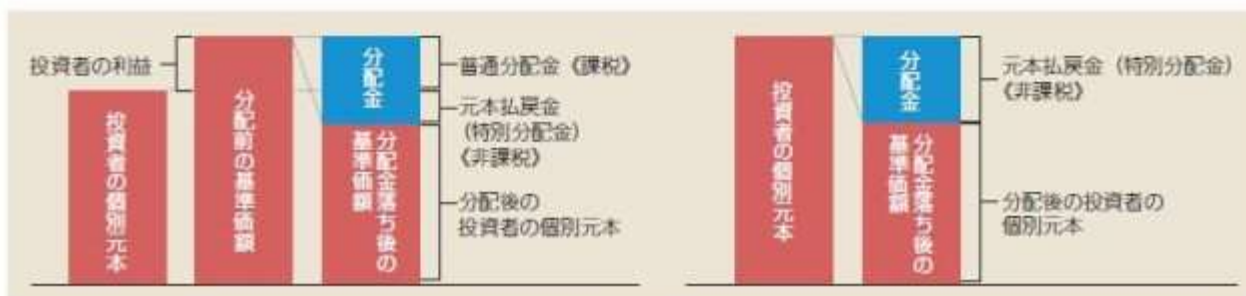 投資者の利益
投資者の個別元本
分配前の基準価額
分配金
分配金落ち後の
基準価額
普通分配金《課税》
元本払戻金
(特別分配金)
《非課税》
分配後の
投資者の個別元本
投資者の個別元本
分配金
分配金落ち後の
基準価額
元本払戻金（特別分配金）
《非課税》
分配後の投資者の
個別元本